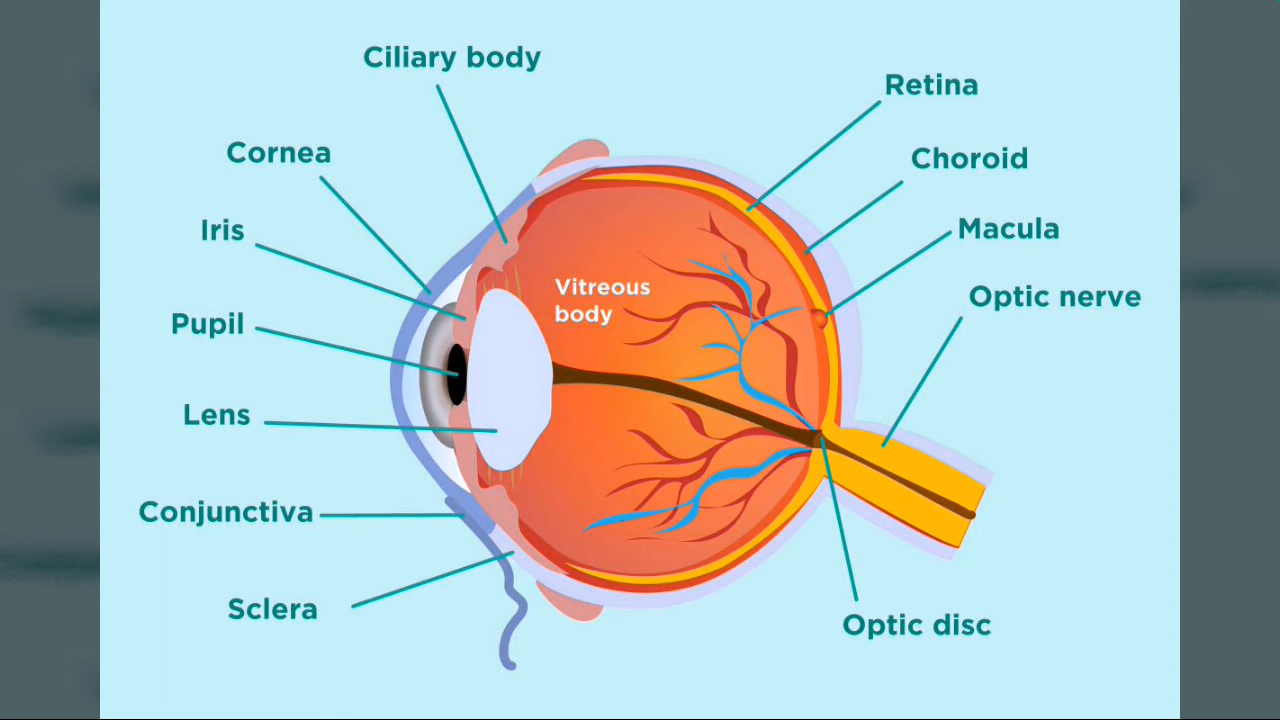 Ciliary body
Retina
Cornea
Choroid
Iris
Macula
Vitreous
body
Optic nerve
Pupil
Lens
Conjunctiva
Sclera
Optic disc